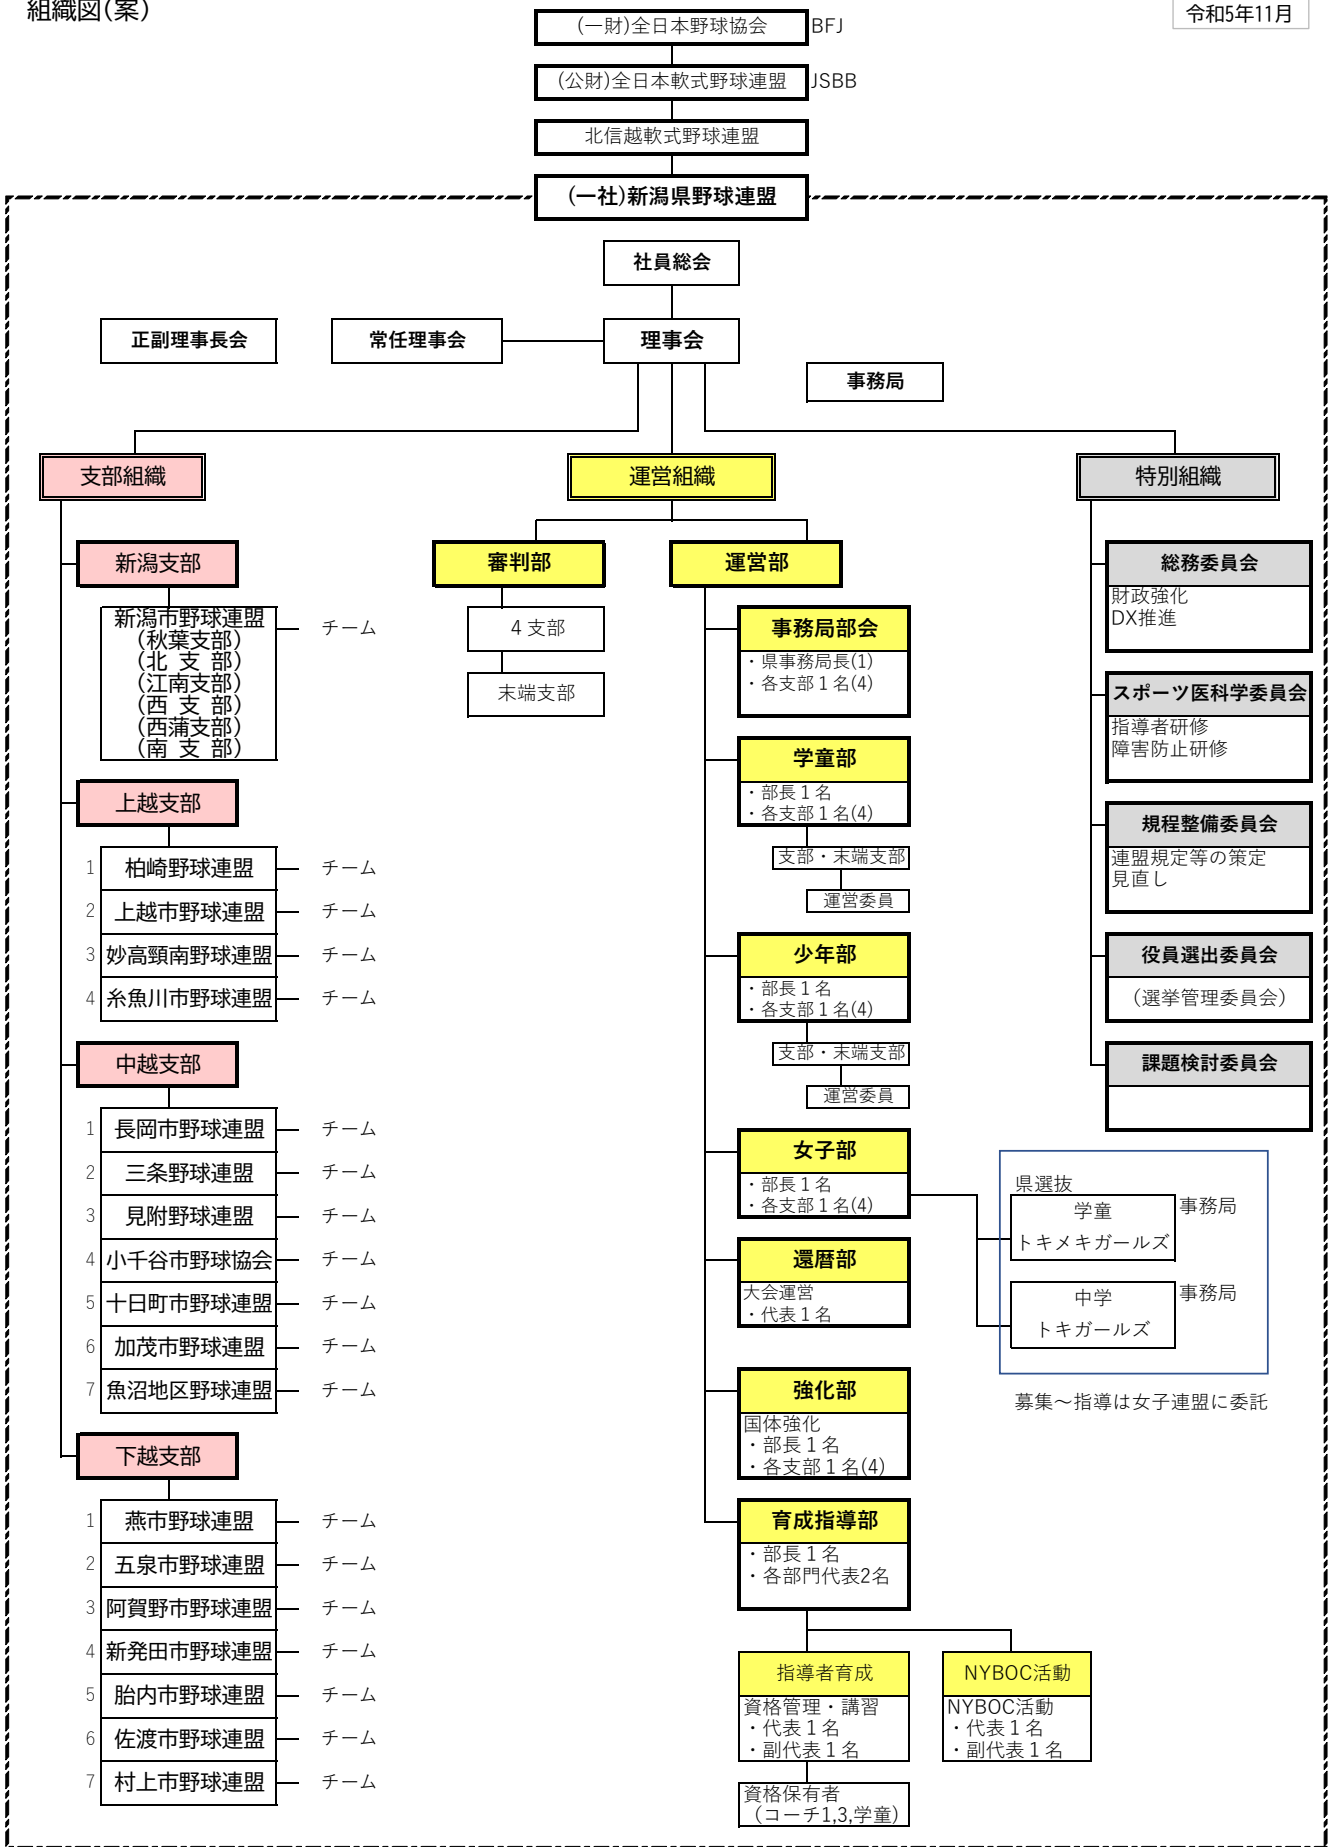 組織図(案)
令和5年11月
(一財)全日本野球協会 BFJ
(公財)全日本軟式野球連盟 JSBB
北信越軟式野球連盟
(一社)新潟県野球連盟
社員総会
正副理事長会
常任理事会
理事会
事務局
支部組織
新潟支部
新潟市野球連盟 チーム
(秋葉支部)
(北 支 部)
(江南支部)
(西 支 部)
(西蒲支部)
(南 支 部)
上越支部
1 柏崎野球連盟 チーム
2 上越市野球連盟 チーム
3 妙高頸南野球連盟 チーム
4 糸魚川市野球連盟 チーム
中越支部
1 長岡市野球連盟 チーム
2 三条野球連盟 チーム
3 見附野球連盟 チーム
4 小千谷市野球協会 チーム
5 十日町市野球連盟 チーム
6 加茂市野球連盟 チーム
7 魚沼地区野球連盟 チーム
下越支部
1 燕市野球連盟 チーム
2 五泉市野球連盟 チーム
3 阿賀野市野球連盟 チーム
4 新発田市野球連盟 チーム
5 胎内市野球連盟 チーム
6 佐渡市野球連盟 チーム
7 村上市野球連盟 チーム
運営組織
審判部
4支部
末端支部
運営部
事務局部会
・県事務局長(1)
・各支部1名(4)
学童部
・部長1名
・各支部1名(4)
支部・末端支部
運営委員
少年部
・部長1名
・各支部1名(4)
支部・末端支部
運営委員
女子部
・部長1名
・各支部1名(4)
県選抜
学童 事務局
トキメキガールズ
中学 事務局
トキガールズ
募集～指導は女子連盟に委託
還暦部
大会運営
・代表1名
強化部
国体強化
・部長1名
・各支部1名(4)
育成指導部
・部長1名
・各部門代表2名
指導者育成
資格管理・講習
・代表1名
・副代表1名
資格保有者
(コーチ1,3,学童)
NYBOC活動
NYBOC活動
・代表1名
・副代表1名
特別組織
総務委員会
財政強化
DX推進
スポーツ医科学委員会
指導者研修
障害防止研修
規程整備委員会
連盟規定等の策定
見直し
役員選出委員会
(選挙管理委員会)
課題検討委員会